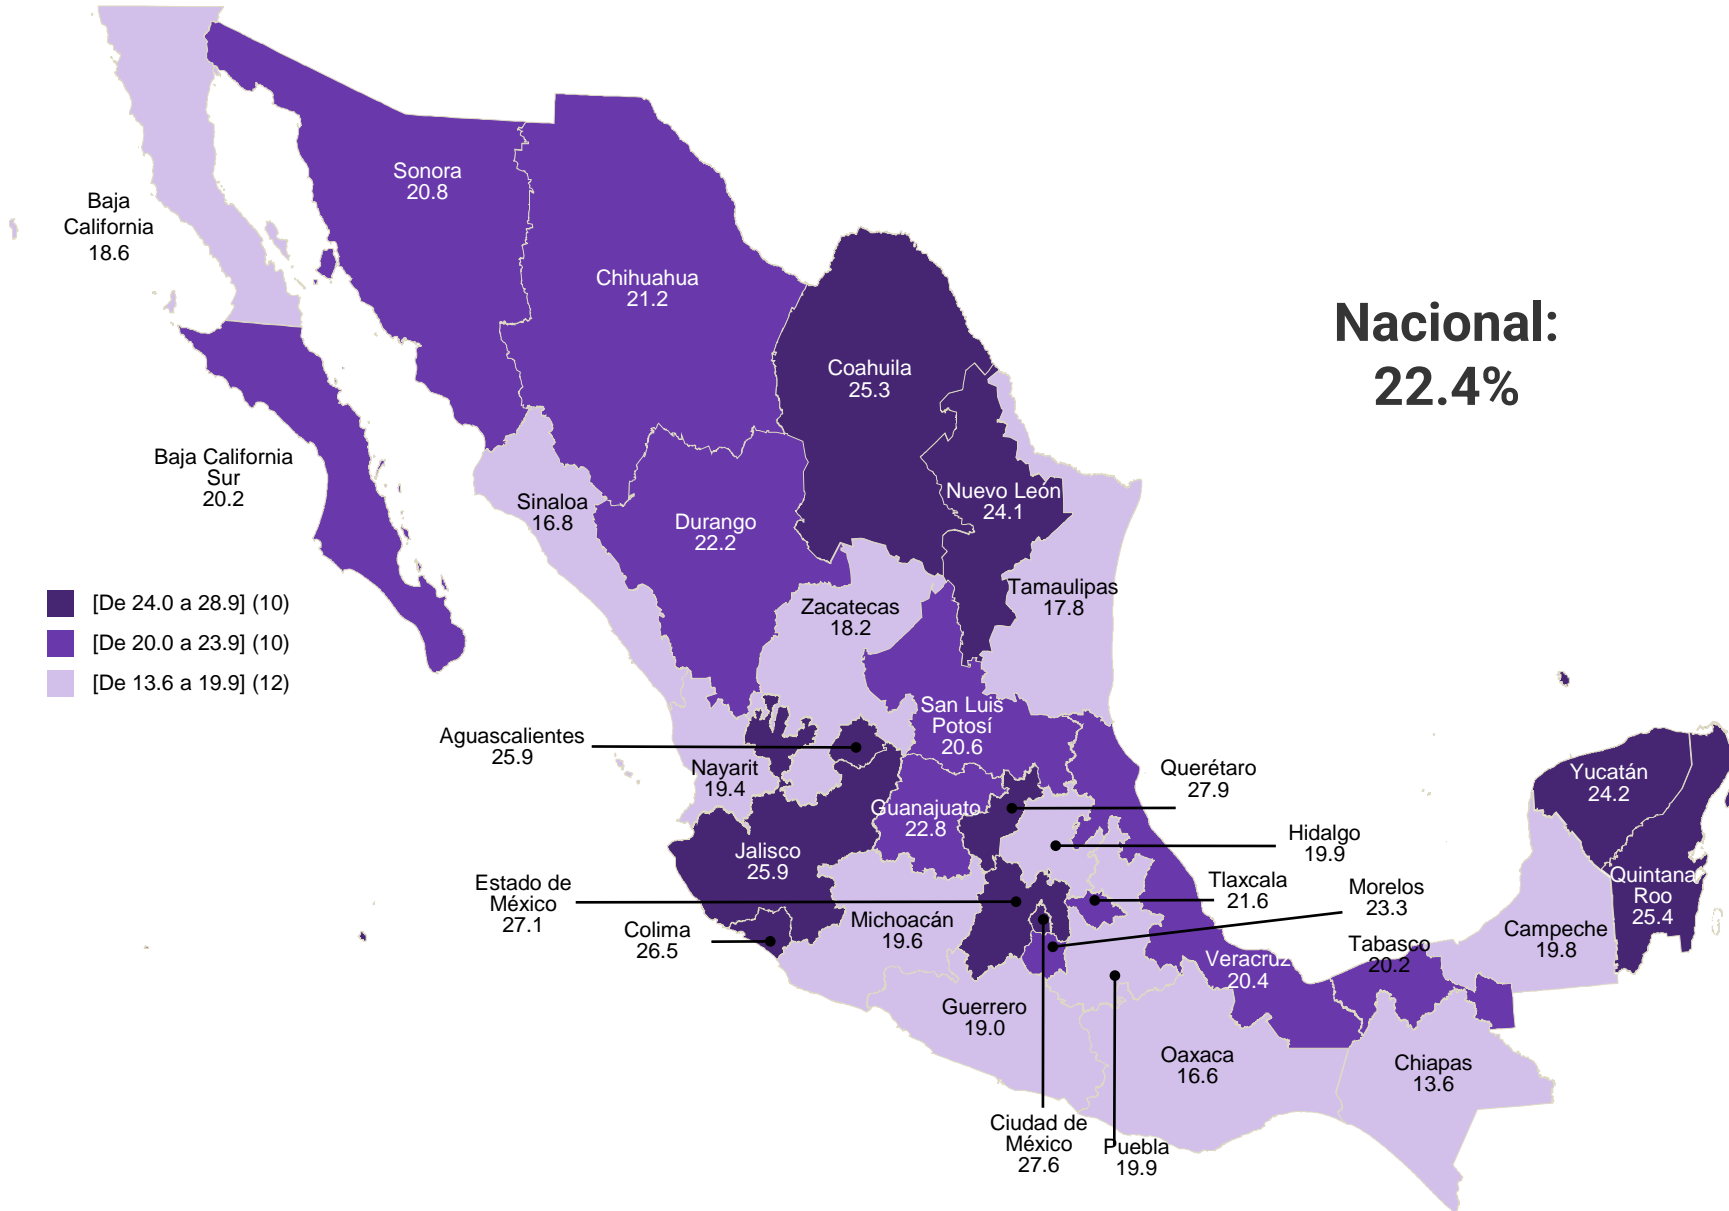 Baja
California
18.6
Sonora
20.8
Chihuahua
21.2
Coahuila
25.3
Nacional:
22.4%
Baja California
Sur
20.2
Sinaloa
16.8
Durango
22.2
Nuevo León
24.1
Tamaulipas
17.8
Zacatecas
18.2
[De 24.0 a 28.9] (10)
[De 20.0 a 23.9] (10)
[De 13.6 a 19.9] (12)
San Luis
Potosí
20.6
Aguascalientes
25.9
Nayarit
19.4
Guanajuato
22.8
Querétaro
27.9
Yucatán
24.2
Hidalgo
19.9
Jalisco
25.9
Estado de
México
27.1
Tlaxcala
21.6
Morelos
23.3
Quintana
Roo
25.4
Colima
26.5
Michoacán
19.6
Veracruz
20.4
Tabasco
20.2
Campeche
19.8
Guerrero
19.0
Oaxaca
16.6
Chiapas
13.6
Ciudad de
México
27.6
Puebla
19.9